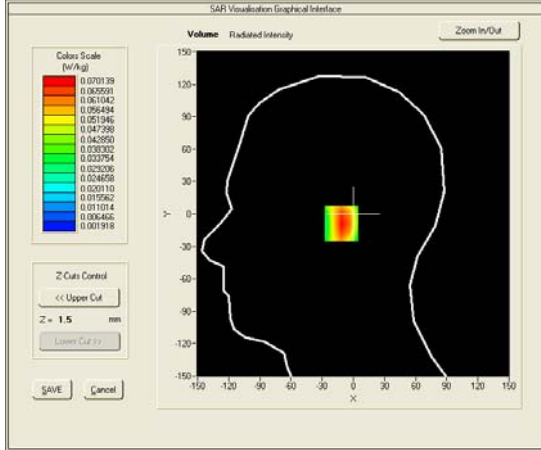 SAR Visualisation Graphical Interface
Volume Radiated Intensity
Zoom In/Out
Colors Scale
(W/kg)
0.070139
0.065591
0.061042
0.056494
0.051946
0.047398
0.042850
0.038302
0.033754
0.029206
0.024658
0.020110
0.015562
0.011014
0.006466
0.001918
Z Cuts Control
<< Upper Cut
Z = 1.5 mm
Lower Cut >>
SAVE Cancel
150
120
90
60
30
0
-30
-60
-90
-120
-150
Y
-150 -120 -90 -60 -30 0 30 60 90 120 150
X